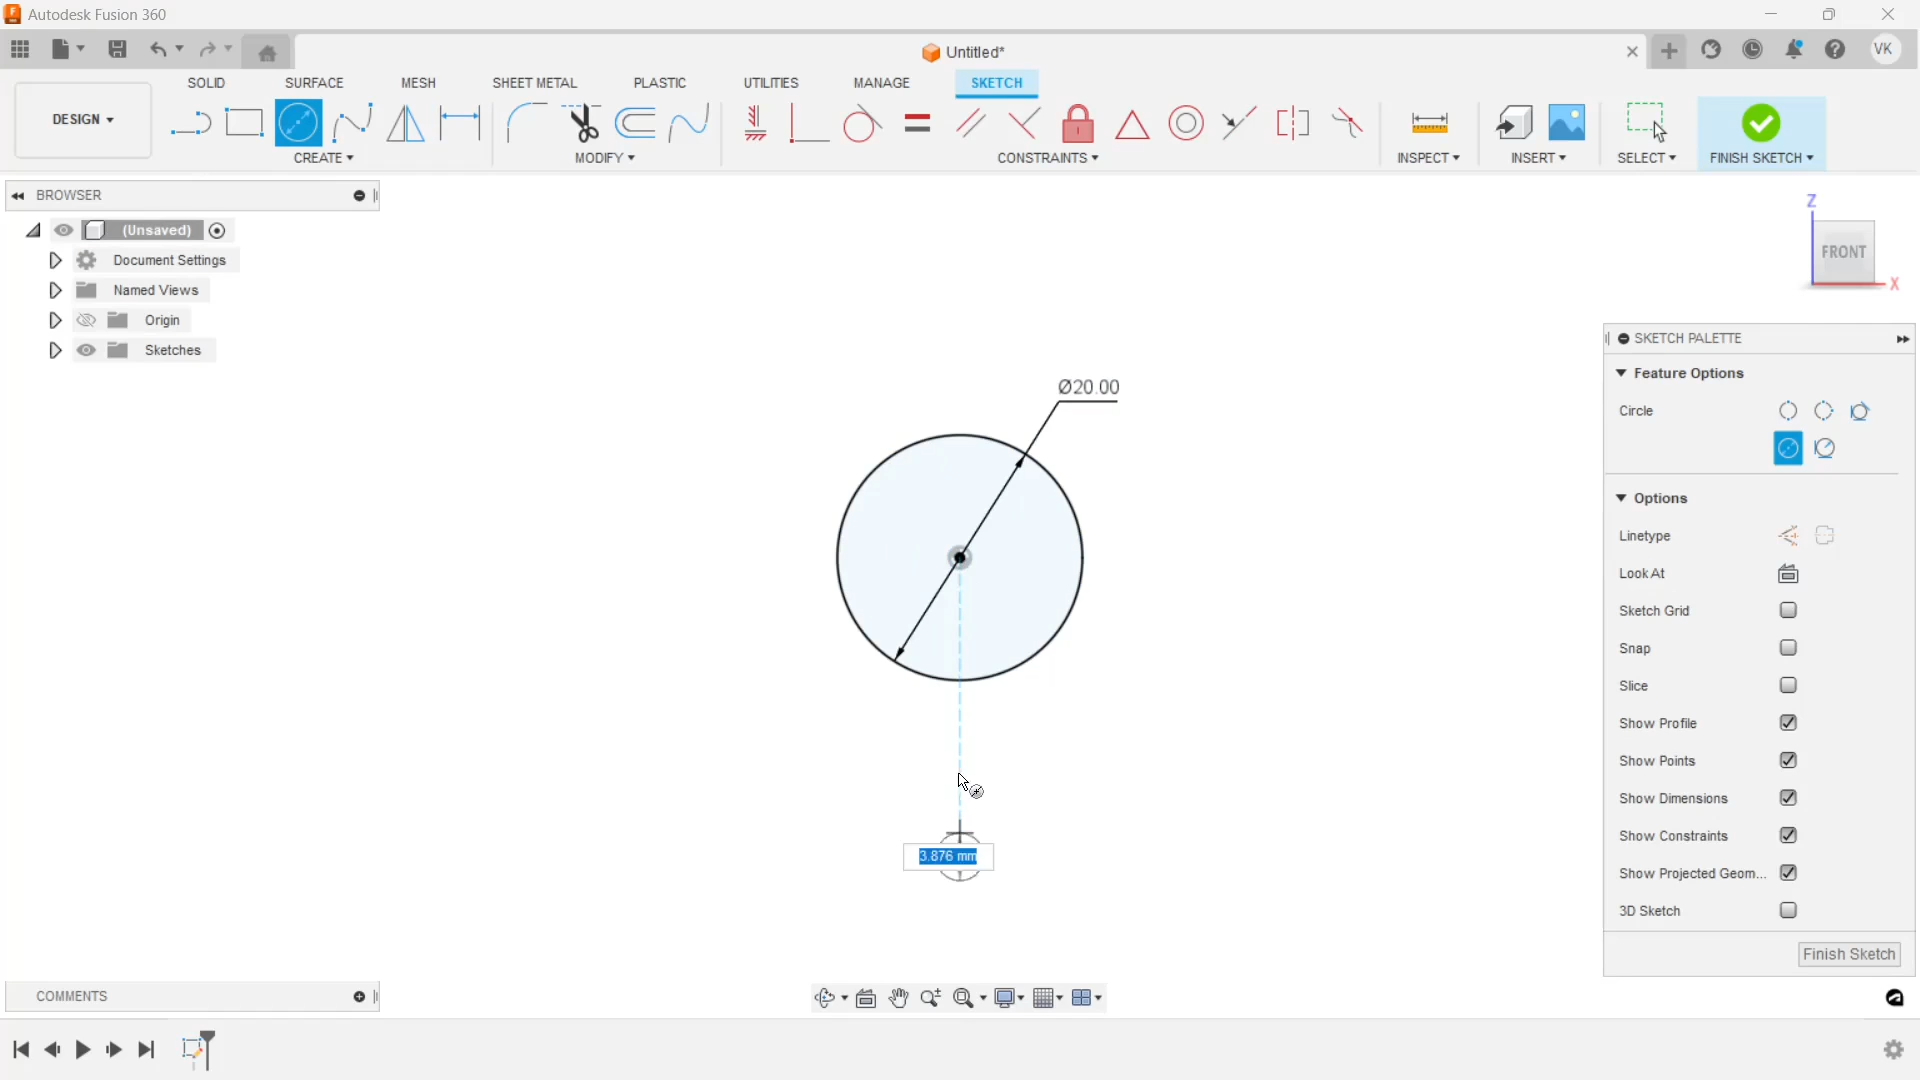 Autodesk Fusion 360
Untitled*
VK
SOLID SURFACE MESH SHEET METAL PLASTIC UTILITIES MANAGE SKETCH
DESIGN
CREATE MODIFY CONSTRAINTS INSPECT INSERT SELECT FINISH SKETCH
BROWSER
(Unsaved)
Document Settings
Named Views
Origin
Sketches
Z
FRONT
X
SKETCH PALETTE
Feature Options
Circle
Options
Linetype
Look At
Sketch Grid
Snap
Slice
Show Profile
Show Points
Show Dimensions
Show Constraints
Show Projected Geom...
3D Sketch
Finish Sketch
Ø20.00
3.876 mm
COMMENTS